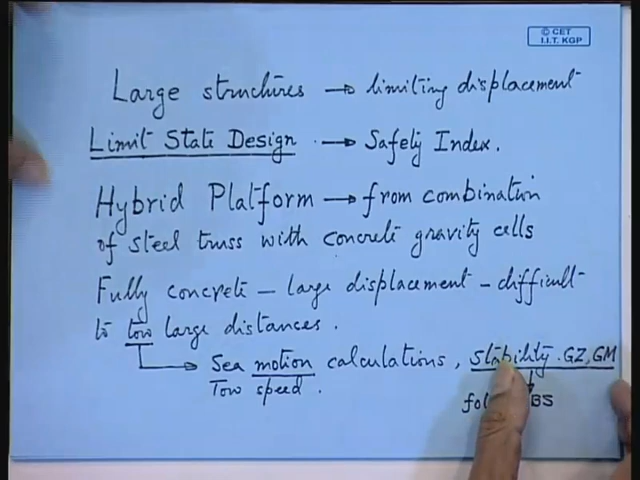 © CET
I.I.T. KGP
Large structures → limiting displacement
Limit State Design → Safety Index.
Hybrid Platform → from combination
of steel truss with concrete gravity cells
Fully concrete – large displacement – difficult
to tow large distances.
Sea motion calculations, stability. GZ, GM
Tow speed.
BS